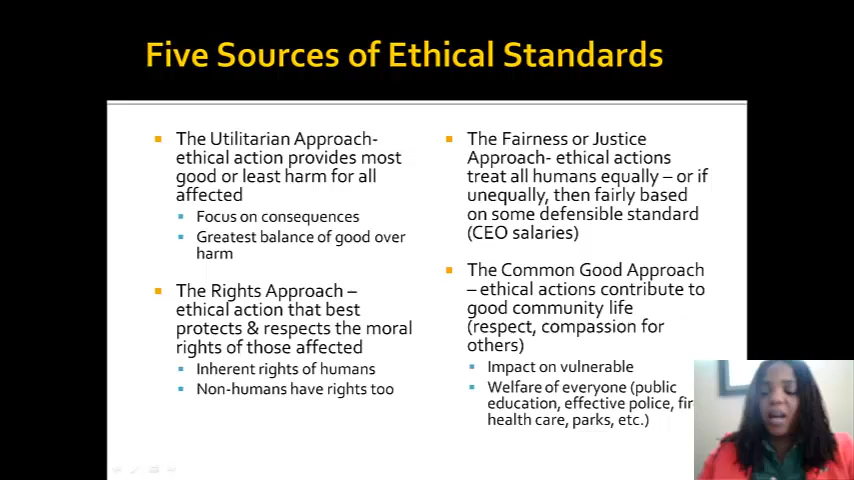 Five Sources of Ethical Standards
The Utilitarian Approach-
ethical action provides most
good or least harm for all
affected
Focus on consequences
Greatest balance of good over
harm
The Rights Approach –
ethical action that best
protects & respects the moral
rights of those affected
Inherent rights of humans
Non-humans have rights too
The Fairness or Justice
Approach- ethical actions
treat all humans equally – or if
unequally, then fairly based
on some defensible standard
(CEO salaries)
The Common Good Approach
– ethical actions contribute to
good community life
(respect, compassion for
others)
Impact on vulnerable
Welfare of everyone (public
education, effective police,
health care, parks, etc.)